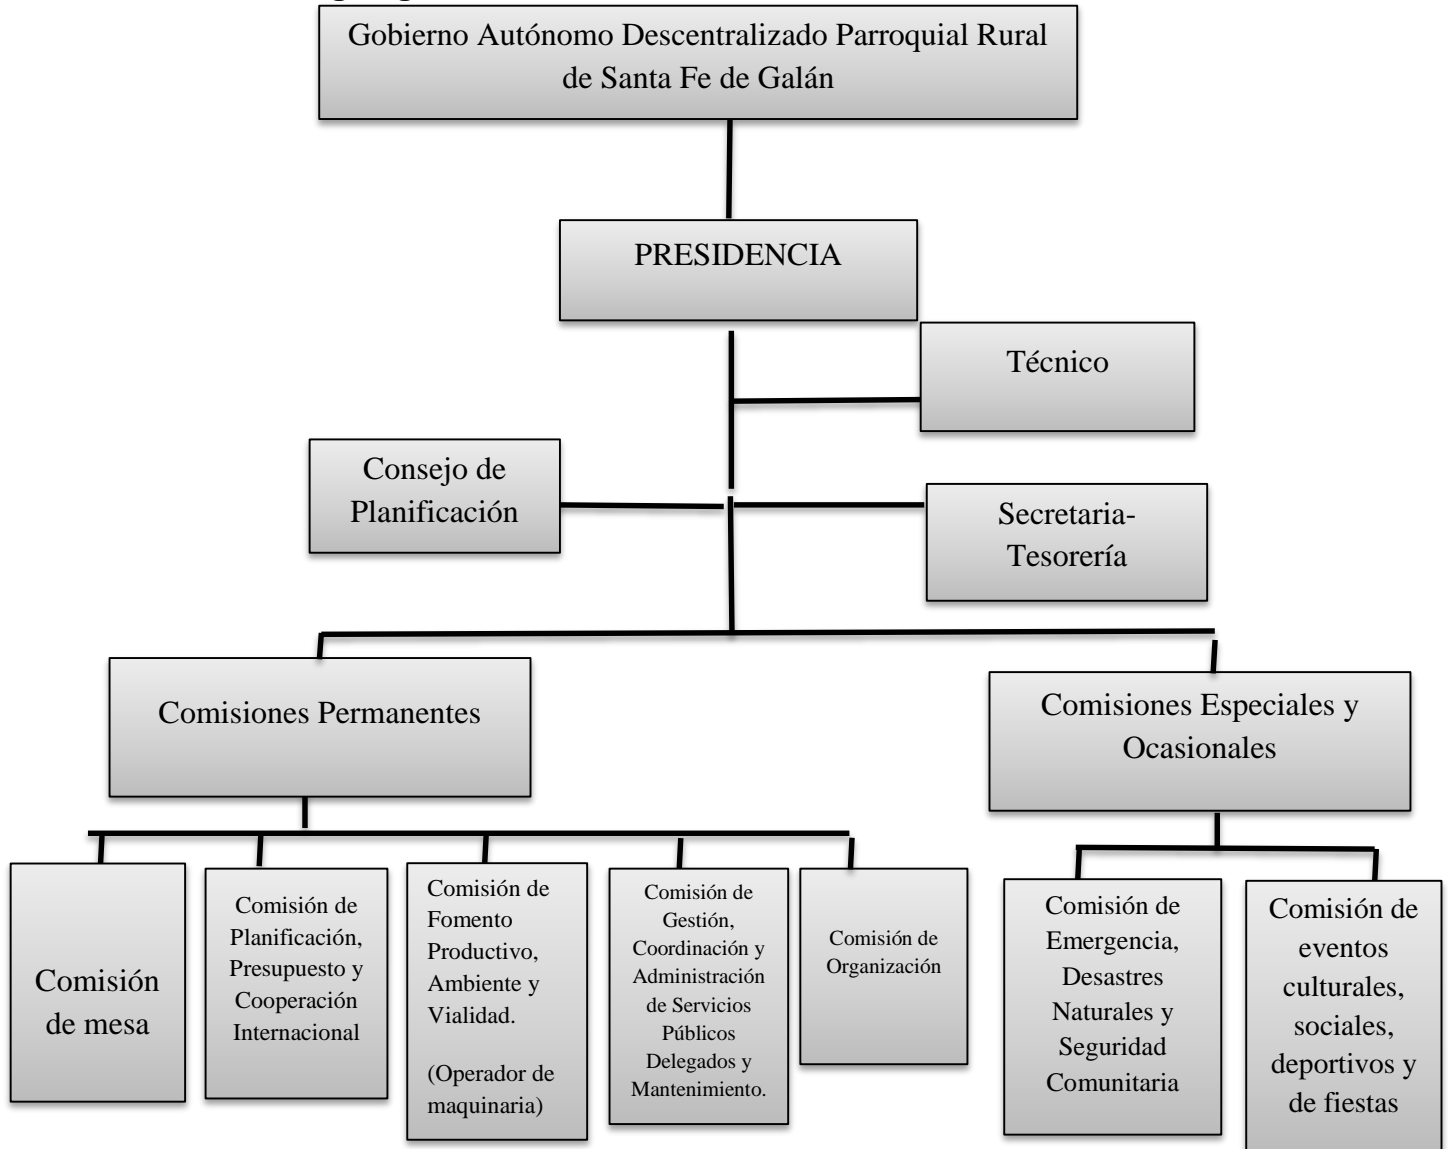 Gobierno Autónomo Descentralizado Parroquial Rural
de Santa Fe de Galán
PRESIDENCIA
Técnico
Consejo de
Planificación
Secretaria-
Tesorería
Comisiones Permanentes
Comisiones Especiales y
Ocasionales
Comisión
de mesa
Comisión de
Planificación,
Presupuesto y
Cooperación
Internacional
Comisión de
Fomento
Productivo,
Ambiente y
Vialidad.
(Operador de
maquinaria)
Comisión de
Gestión,
Coordinación y
Administración
de Servicios
Públicos
Delegados y
Mantenimiento.
Comisión de
Organización
Comisión de
Emergencia,
Desastres
Naturales y
Seguridad
Comunitaria
Comisión de
eventos
culturales,
sociales,
deportivos y
de fiestas